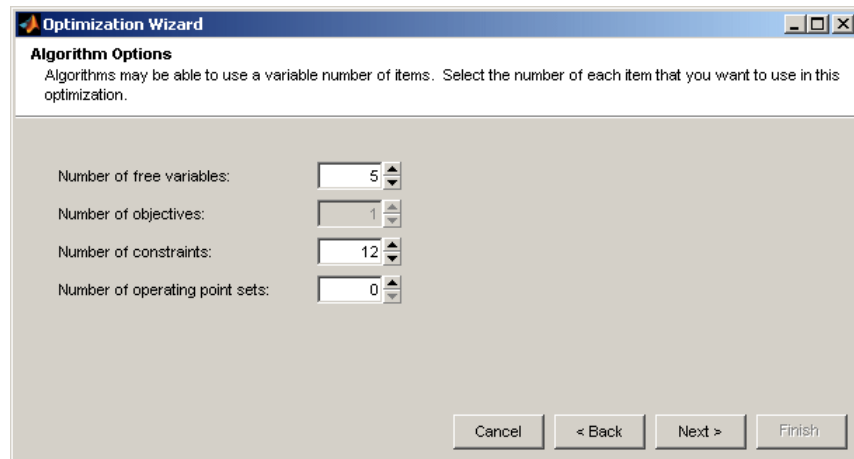 Optimization Wizard
Algorithm Options
Algorithms may be able to use a variable number of items. Select the number of each item that you want to use in this
optimization.
Number of free variables: 5
Number of objectives: 1
Number of constraints: 12
Number of operating point sets: 0
Cancel < Back Next > Finish